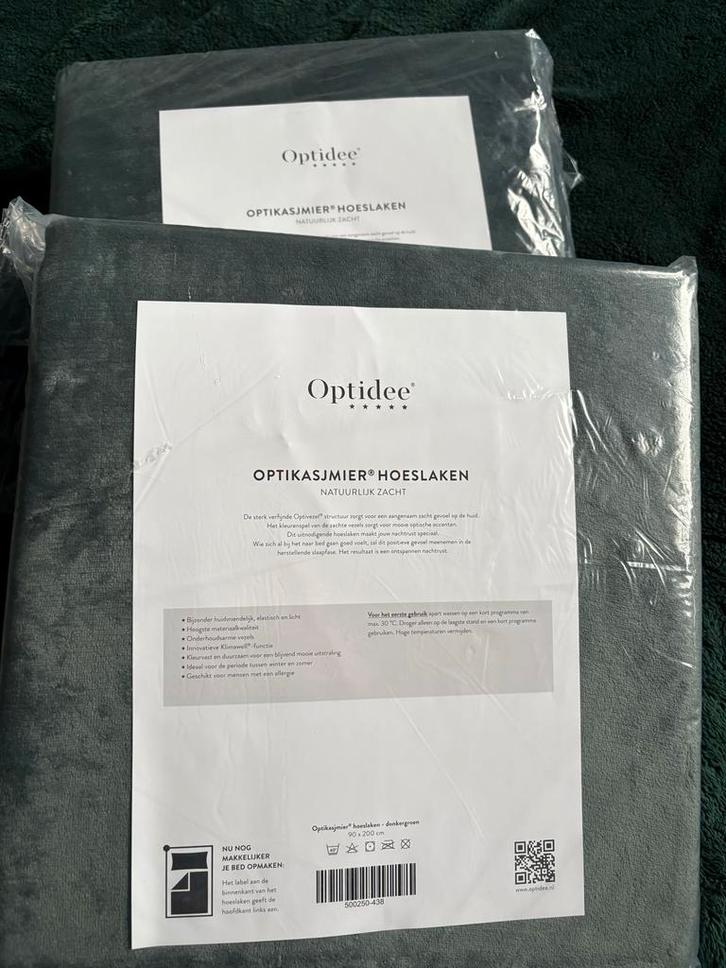 Optidee®
OPTIKASJMIER® HOESLAKEN
NATUURLIJK ZACHT
Optidee®
OPTIKASJMIER® HOESLAKEN
NATUURLIJK ZACHT
De sterk verfijnde Optivezel® structuur zorgt voor een aangenaam zacht gevoel op de huid.
Het kleurenspel van de zachte vezels zorgt voor mooie optische accenten.
Dit uitnodigende hoeslaken maakt jouw nachtrust speciaal.
Wie zich al bij het naar bed gaan goed voelt, zal dit positieve gevoel meenemen in de
herstellende slaapfase. Het resultaat is een ontspannen nachtrust.
• Bijzonder huidvriendelijk, elastisch en licht
• Hoogste materiaalkwaliteit
• Onderhoudsarme vezels
• Innovatieve Klimawell®-functie
• Kleurvast en duurzaam voor een blijvend mooie uitstraling
• Ideaal voor de periode tussen winter en zomer
• Geschikt voor mensen met een allergie
Voor het eerste gebruik apart wassen op een kort programma van
max. 30 °C. Droger alleen op de laagste stand en een kort programma
gebruiken. Hoge temperaturen vermijden.
Optikasjmier® hoeslaken - donkergroen
90 x 200 cm
500250-438
NU NOG
MAKKELIJKER
JE BED OPMAKEN:
Het label aan de
binnenkant van het
hoeslaken geeft de
hoofdkant links aan.
www.optidee.nl